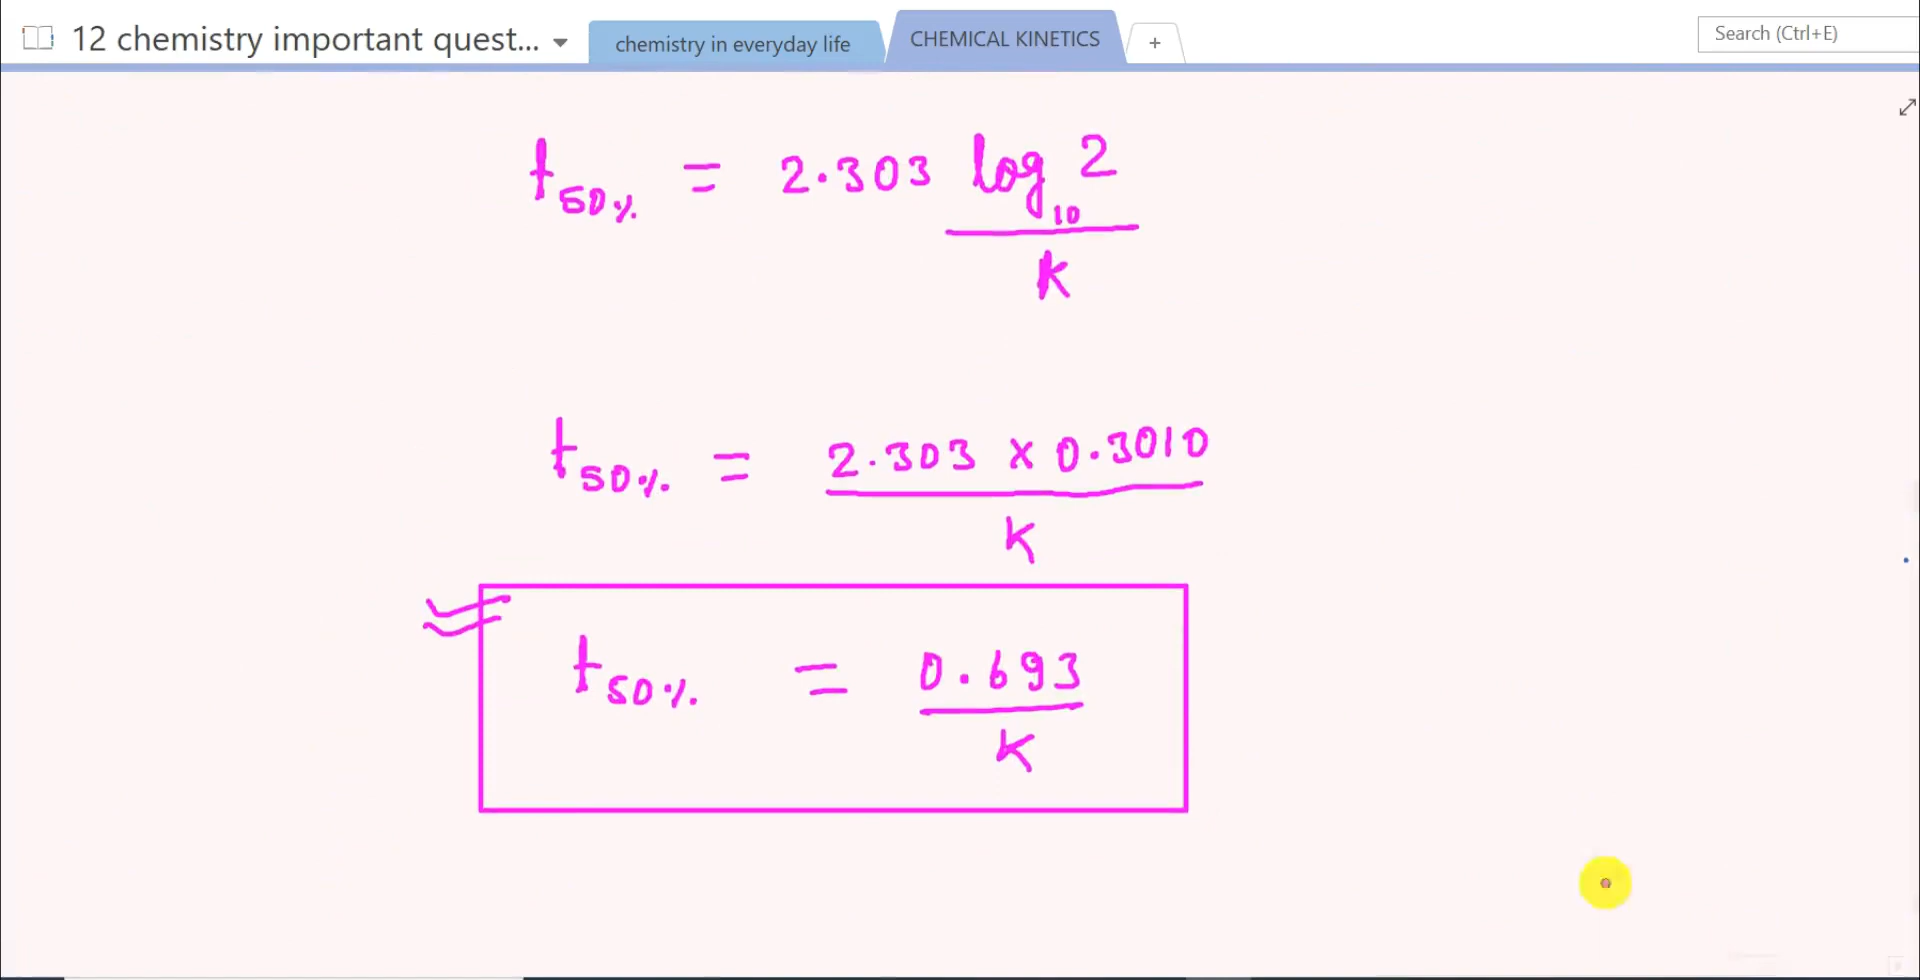 12 chemistry important quest...
chemistry in everyday life
CHEMICAL KINETICS
+
Search (Ctrl+E)
t50% = 2.303 log10 2
K
t50% = 2.303 x 0.3010
K
t50% = 0.693
K